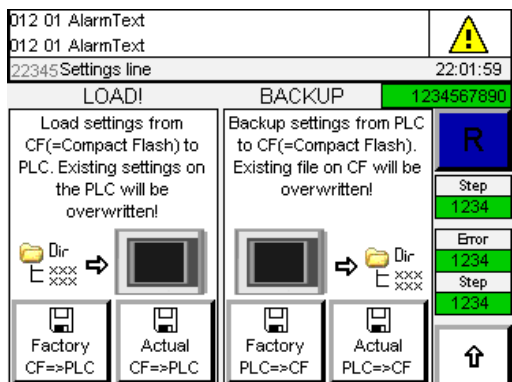 012 01 AlarmText
012 01 AlarmText
22345 Settings line 22:01:59
LOAD!
BACKUP
1234567890
Load settings from
CF(=Compact Flash) to
PLC. Existing settings on
the PLC will be
overwritten!
Dir
xxx
xxx
Factory
CF=>PLC
Actual
CF=>PLC
Backup settings from PLC
to CF(=Compact Flash).
Existing file on CF will be
overwritten!
Dir
xxx
xxx
Factory
PLC=>CF
Actual
PLC=>CF
R
Step
1234
Error
1234
Step
1234